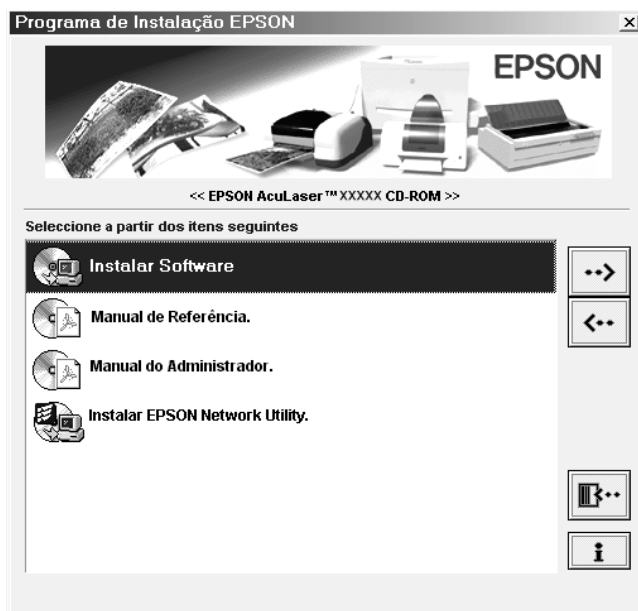 Programa de Instalação EPSON
EPSON
<< EPSON AcuLaser™ XXXXX CD-ROM >>
Seleccione a partir dos itens seguintes
Instalar Software
Manual de Referência.
Manual do Administrador.
Instalar EPSON Network Utility.